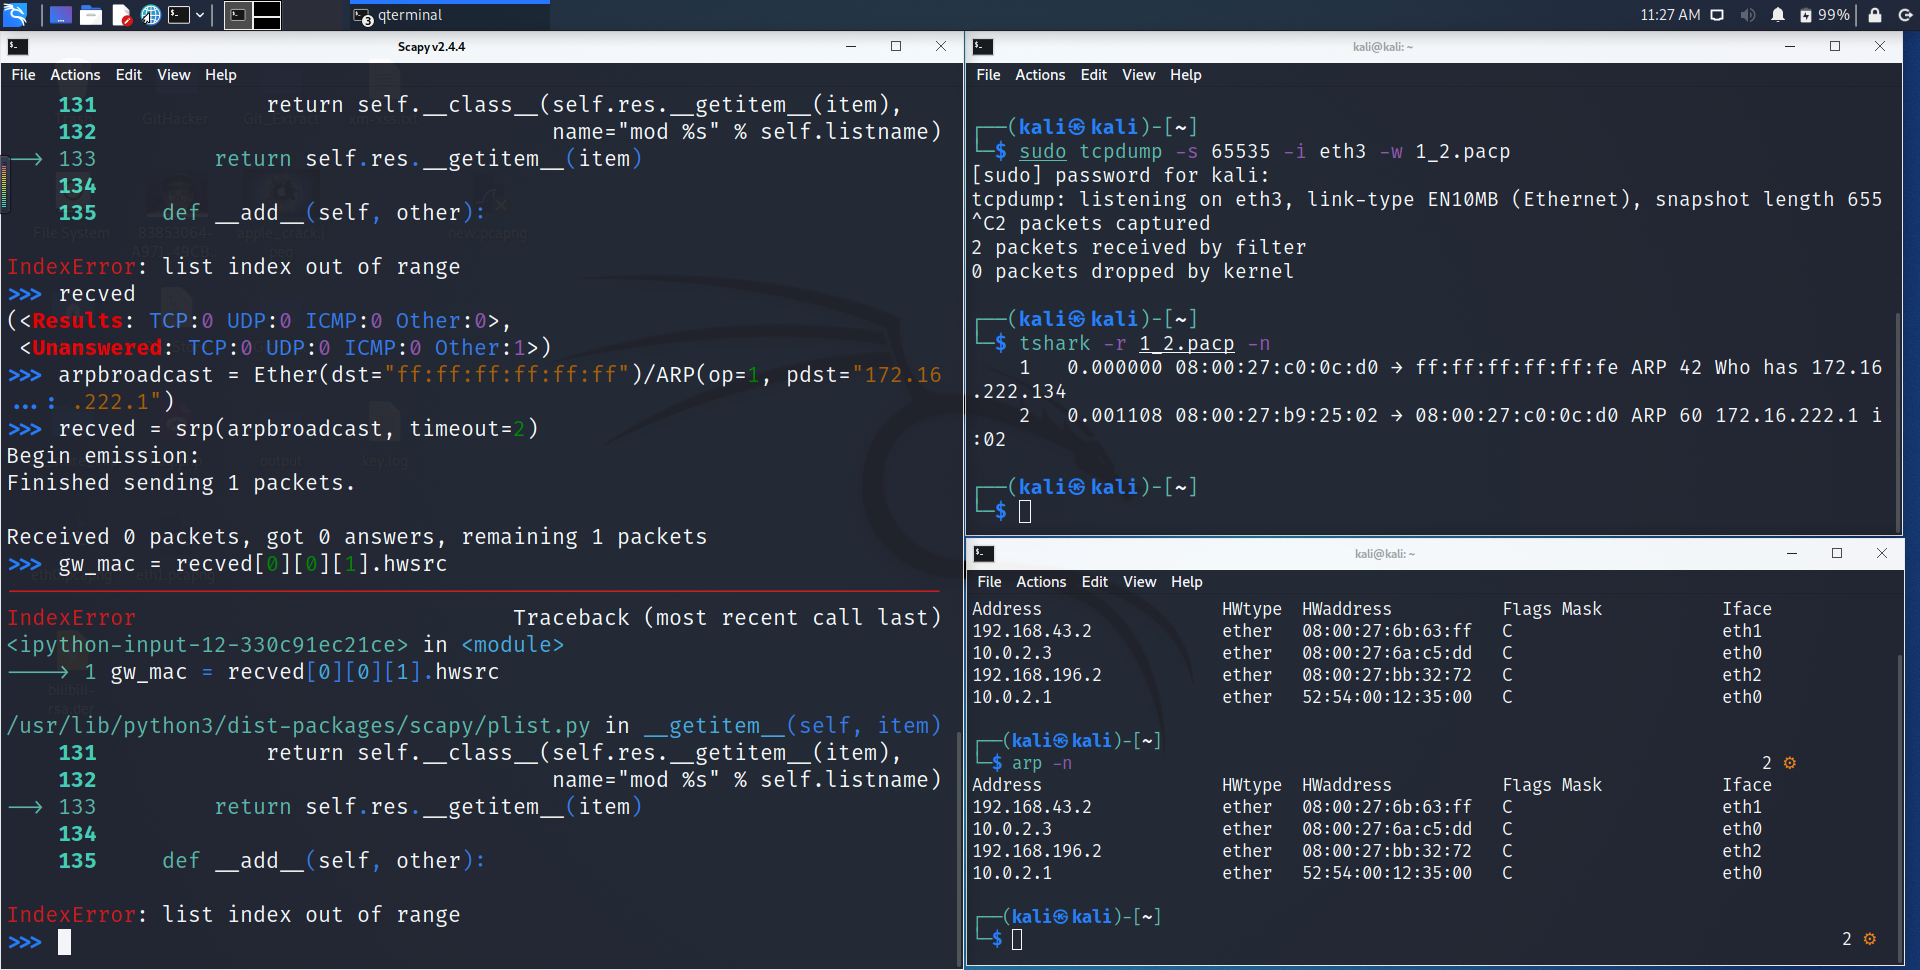 qterminal
3
11:27 AM
99%
Scapy v2.4.4
File Actions Edit View Help
131             return self.__class__(self.res.__getitem__(item),
132                                   name="mod %s" % self.listname)
--> 133         return self.res.__getitem__(item)
134
135     def __add__(self, other):
IndexError: list index out of range
>>> recved
(<Results: TCP:0 UDP:0 ICMP:0 Other:0>,
<Unanswered: TCP:0 UDP:0 ICMP:0 Other:1>)
>>> arpbroadcast = Ether(dst="ff:ff:ff:ff:ff:ff")/ARP(op=1, pdst="172.16
...: .222.1")
>>> recved = srp(arpbroadcast, timeout=2)
Begin emission:
Finished sending 1 packets.
Received 0 packets, got 0 answers, remaining 1 packets
>>> gw_mac = recved[0][0][1].hwsrc
IndexError                                Traceback (most recent call last)
<ipython-input-12-330c91ec21ce> in <module>
----> 1 gw_mac = recved[0][0][1].hwsrc
/usr/lib/python3/dist-packages/scapy/plist.py in __getitem__(self, item)
131             return self.__class__(self.res.__getitem__(item),
132                                   name="mod %s" % self.listname)
--> 133         return self.res.__getitem__(item)
134
135     def __add__(self, other):
IndexError: list index out of range
>>>
kali@kali: ~
File Actions Edit View Help
┌──(kali㉿kali)-[~]
└─$ sudo tcpdump -s 65535 -i eth3 -w 1_2.pacp
[sudo] password for kali:
tcpdump: listening on eth3, link-type EN10MB (Ethernet), snapshot length 655
^C2 packets captured
2 packets received by filter
0 packets dropped by kernel
┌──(kali㉿kali)-[~]
└─$ tshark -r 1_2.pacp -n
1   0.000000 08:00:27:c0:0c:d0 → ff:ff:ff:ff:ff:fe ARP 42 Who has 172.16
.222.134
2   0.001108 08:00:27:b9:25:02 → 08:00:27:c0:0c:d0 ARP 60 172.16.222.1 i
:02
┌──(kali㉿kali)-[~]
└─$
kali@kali: ~
File Actions Edit View Help
Address HWtype HWaddress Flags Mask Iface
192.168.43.2 ether 08:00:27:6b:63:ff C eth1
10.0.2.3 ether 08:00:27:6a:c5:dd C eth0
192.168.196.2 ether 08:00:27:bb:32:72 C eth2
10.0.2.1 ether 52:54:00:12:35:00 C eth0
┌──(kali㉿kali)-[~]
└─$ arp -n 2 ⚙
Address HWtype HWaddress Flags Mask Iface
192.168.43.2 ether 08:00:27:6b:63:ff C eth1
10.0.2.3 ether 08:00:27:6a:c5:dd C eth0
192.168.196.2 ether 08:00:27:bb:32:72 C eth2
10.0.2.1 ether 52:54:00:12:35:00 C eth0
┌──(kali㉿kali)-[~]
└─$ 2 ⚙